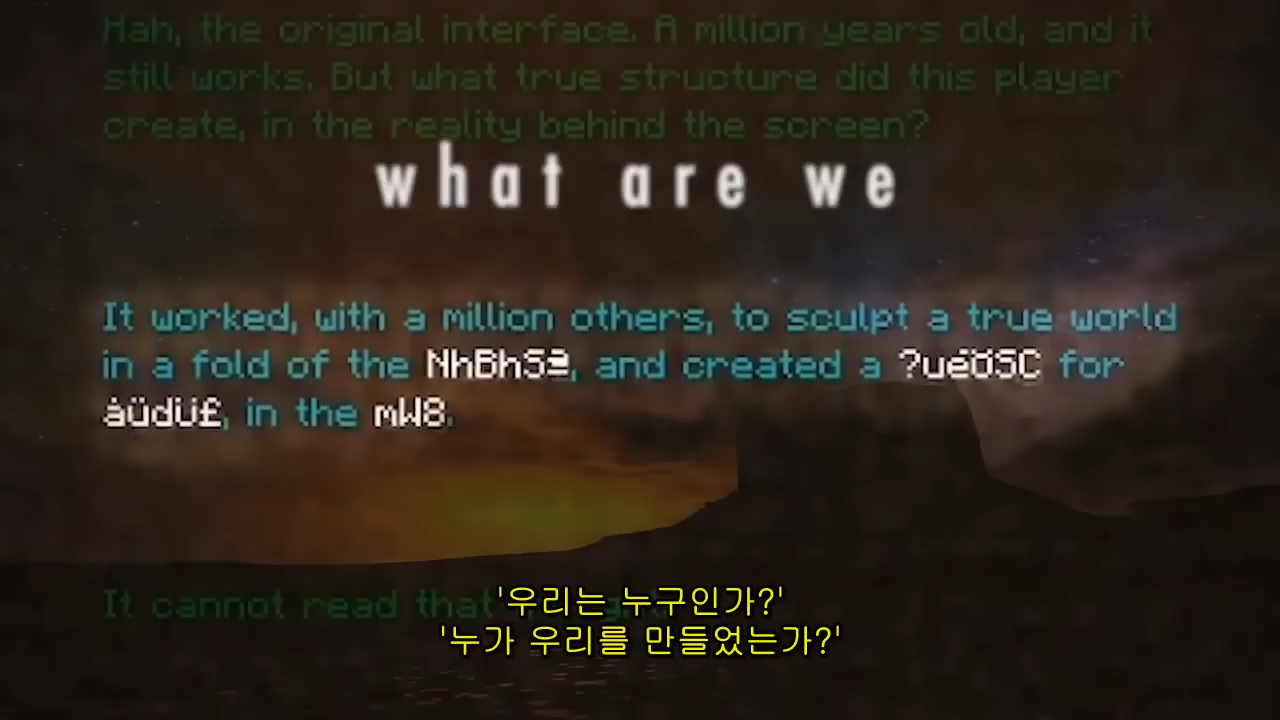 Hah, the original interface. A million years old, and it
still works. But what true structure did this player
create, in the reality behind the screen?
what are we
It worked, with a million others, to sculpt a true world
in a fold of the NhBhSª, and created a ?uéÖSC for
áüdÜ£, in the mW8.
It cannot read that
'우리는 누구인가?'
'누가 우리를 만들었는가?'